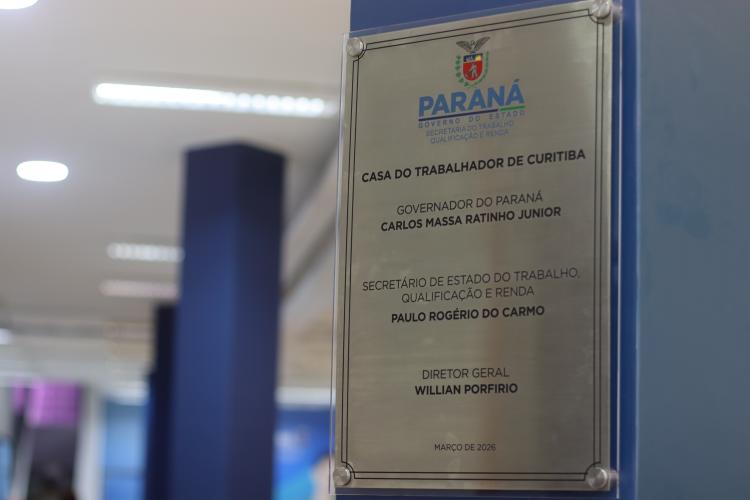 PARANÁ
GOVERNO DO ESTADO
SECRETARIA DO TRABALHO,
QUALIFICAÇÃO E RENDA
CASA DO TRABALHADOR DE CURITIBA
GOVERNADOR DO PARANÁ
CARLOS MASSA RATINHO JUNIOR
SECRETÁRIO DE ESTADO DO TRABALHO,
QUALIFICAÇÃO E RENDA
PAULO ROGÉRIO DO CARMO
DIRETOR GERAL
WILLIAN PORFIRIO
MARÇO DE 2026